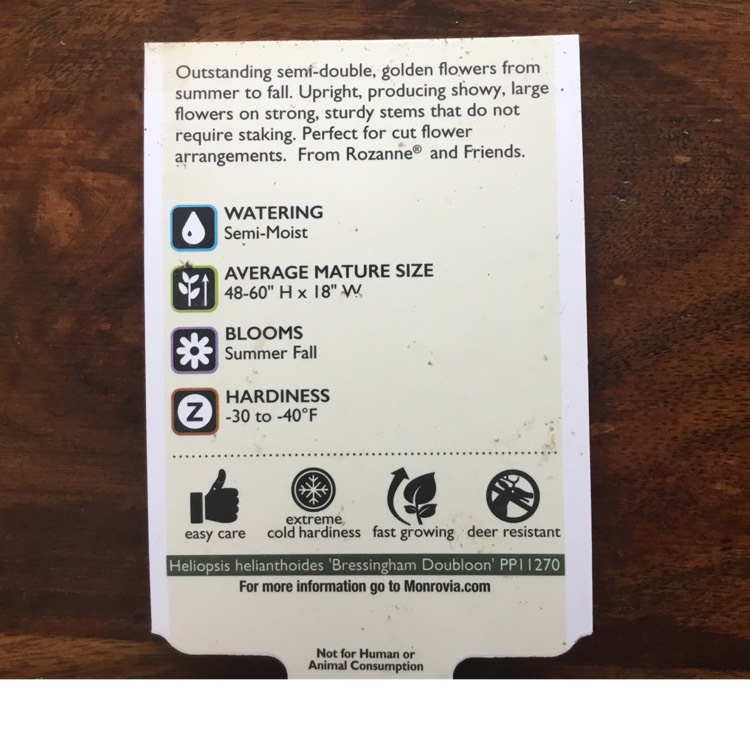 Outstanding semi-double, golden flowers from
summer to fall. Upright, producing showy, large
flowers on strong, sturdy stems that do not
require staking. Perfect for cut flower
arrangements. From Rozanne® and Friends.
WATERING
Semi-Moist
AVERAGE MATURE SIZE
48-60" H x 18" W
BLOOMS
Summer Fall
Z
HARDINESS
-30 to -40°F
easy care
extreme
cold hardiness
fast growing
deer resistant
Heliopsis helianthoides 'Bressingham Doubloon' PP11270
For more information go to Monrovia.com
Not for Human or
Animal Consumption